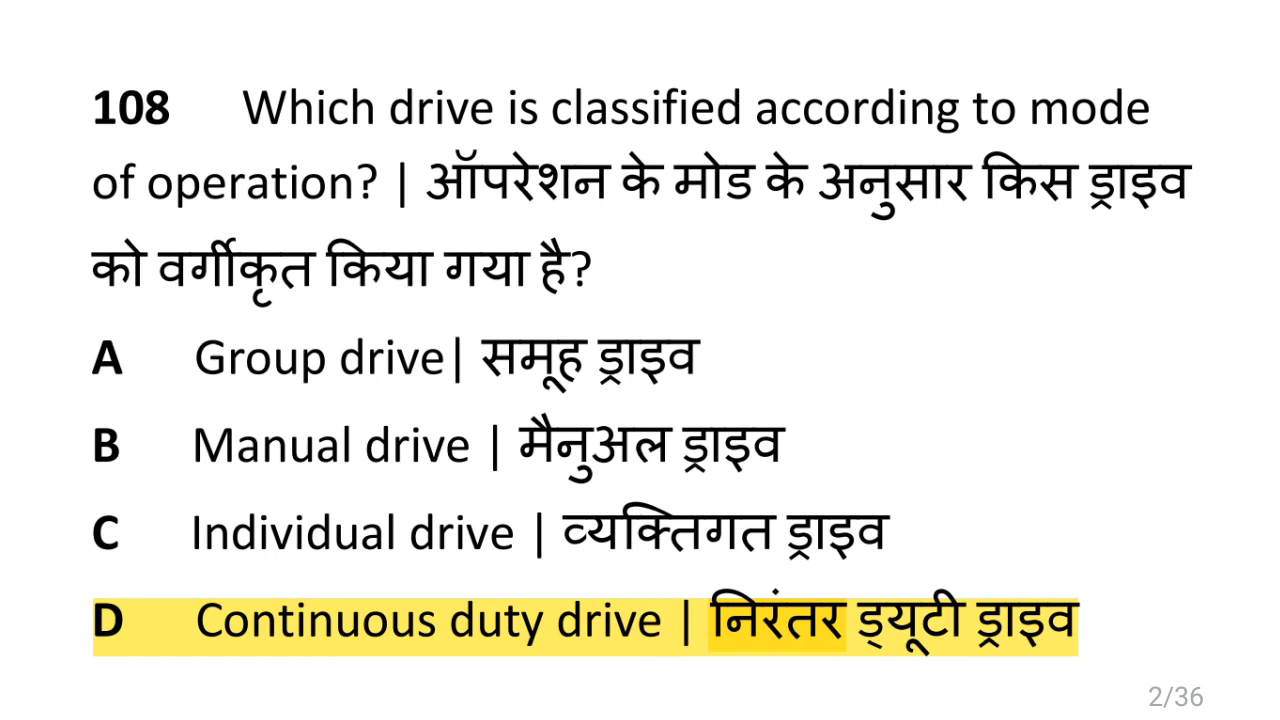 108 Which drive is classified according to mode
of operation? | ऑपरेशन के मोड के अनुसार किस ड्राइव
को वर्गीकृत किया गया है?
A Group drive| समूह ड्राइव
B Manual drive | मैनुअल ड्राइव
C Individual drive | व्यक्तिगत ड्राइव
D Continuous duty drive | निरंतर ड्यूटी ड्राइव
2/36